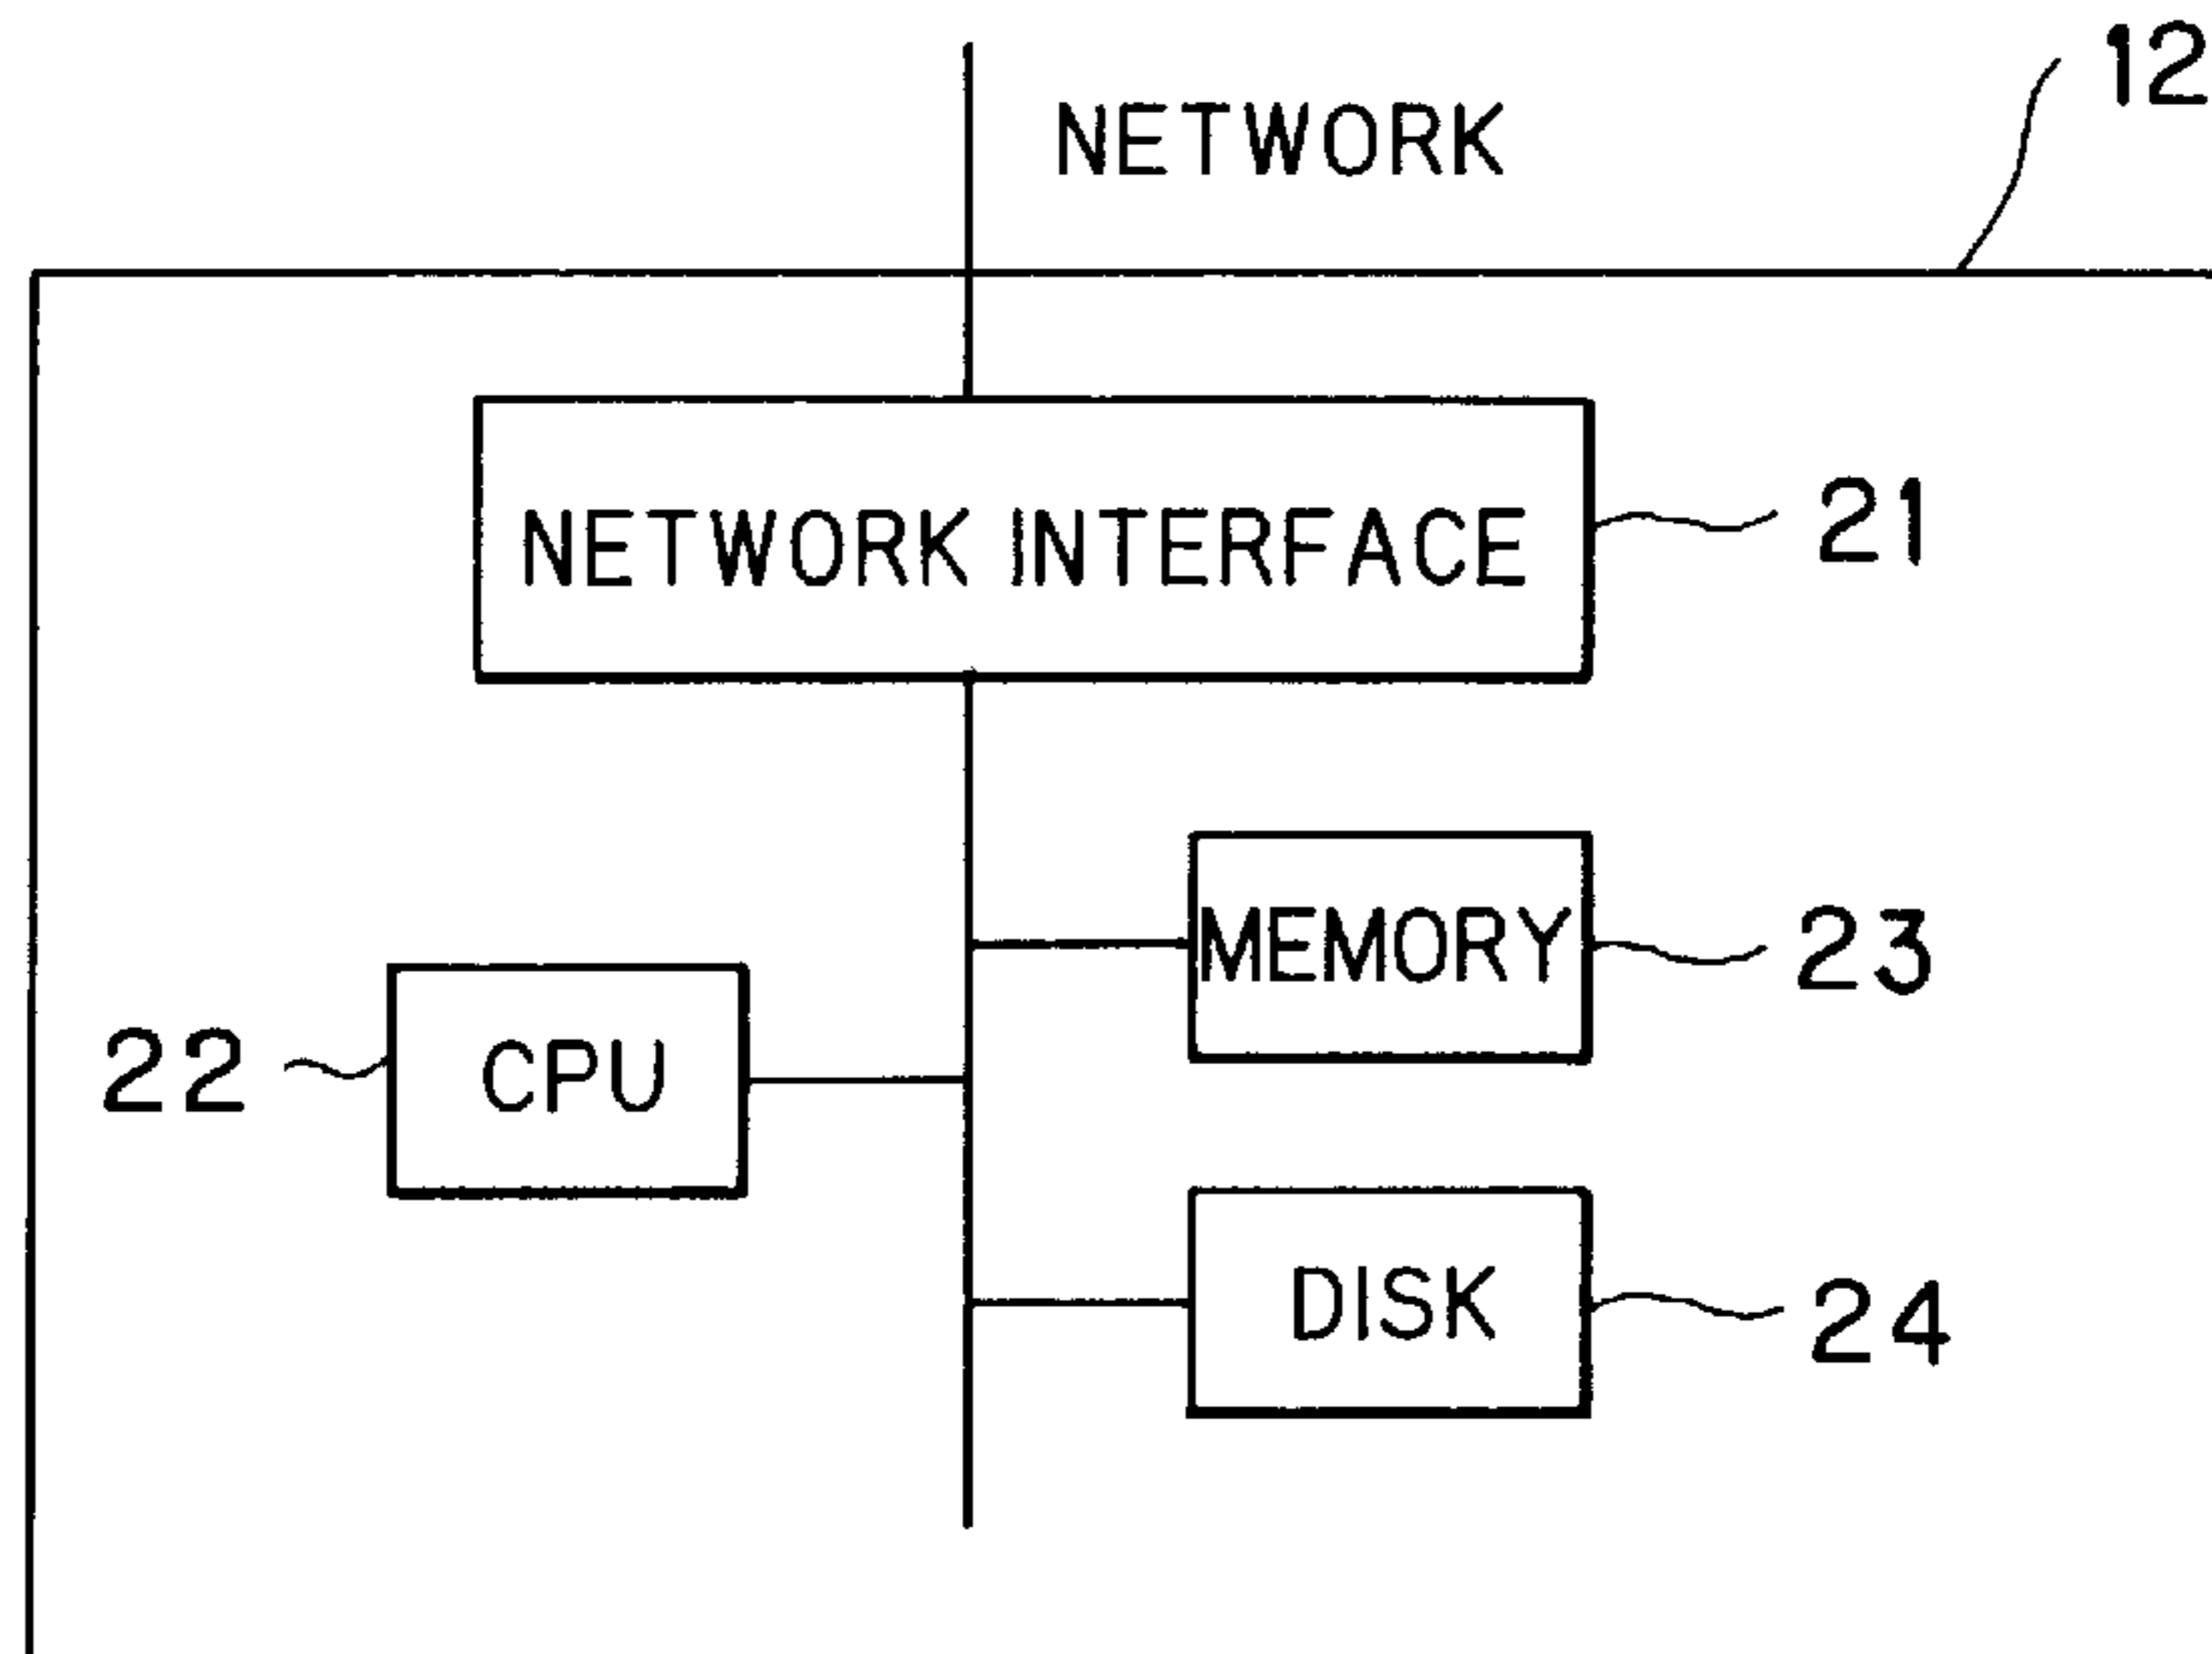 12
NETWORK
NETWORK INTERFACE
21
MEMORY
23
22
CPU
DISK
24